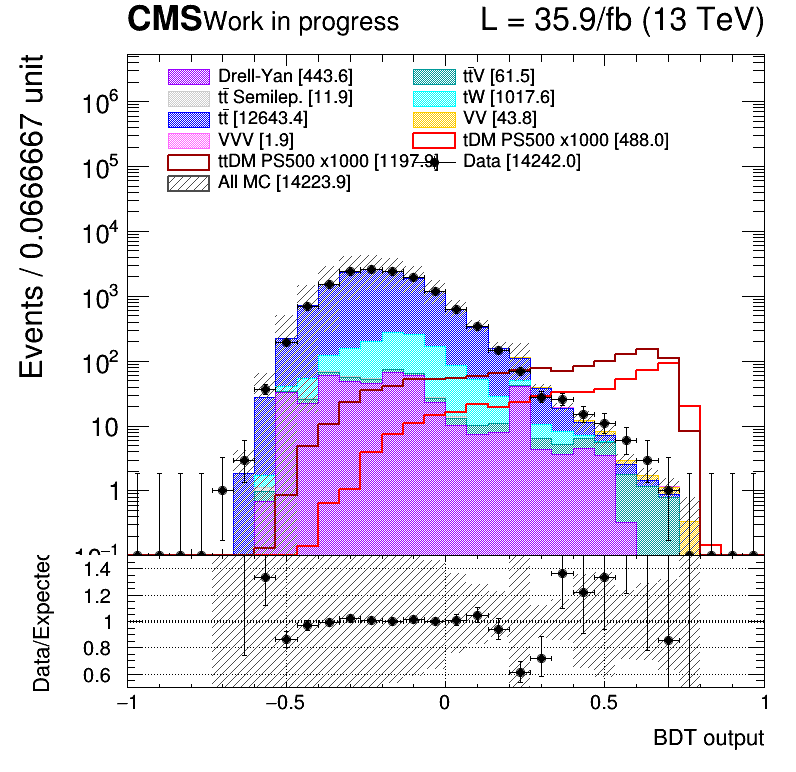 CMS Work in progress L = 35.9/fb (13 TeV)
Events / 0.0666667 unit
Drell-Yan [443.6] tt̄V [61.5]
tt̄ Semilep. [11.9] tW [1017.6]
tt̄ [12643.4] VV [43.8]
VVV [1.9] tDM PS500 x1000 [488.0]
ttDM PS500 x1000 [1197.9] Data [14242.0]
All MC [14223.9]
10⁶
10⁵
10⁴
10³
10²
10
1
10⁻¹
Data/Expected
1.4
1.2
1
0.8
0.6
−1 −0.5 0 0.5 1
BDT output